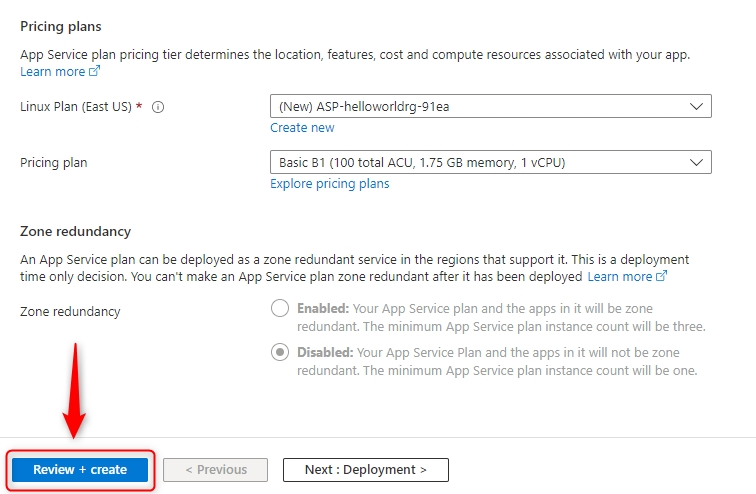 Pricing plans
App Service plan pricing tier determines the location, features, cost and compute resources associated with your app.
Learn more
Linux Plan (East US) *
(New) ASP-helloworldrg-91ea
Create new
Pricing plan
Basic B1 (100 total ACU, 1.75 GB memory, 1 vCPU)
Explore pricing plans
Zone redundancy
An App Service plan can be deployed as a zone redundant service in the regions that support it. This is a deployment
time only decision. You can't make an App Service plan zone redundant after it has been deployed Learn more
Zone redundancy
Enabled: Your App Service plan and the apps in it will be zone
redundant. The minimum App Service plan instance count will be three.
Disabled: Your App Service Plan and the apps in it will not be zone
redundant. The minimum App Service plan instance count will be one.
Review + create
< Previous
Next : Deployment >